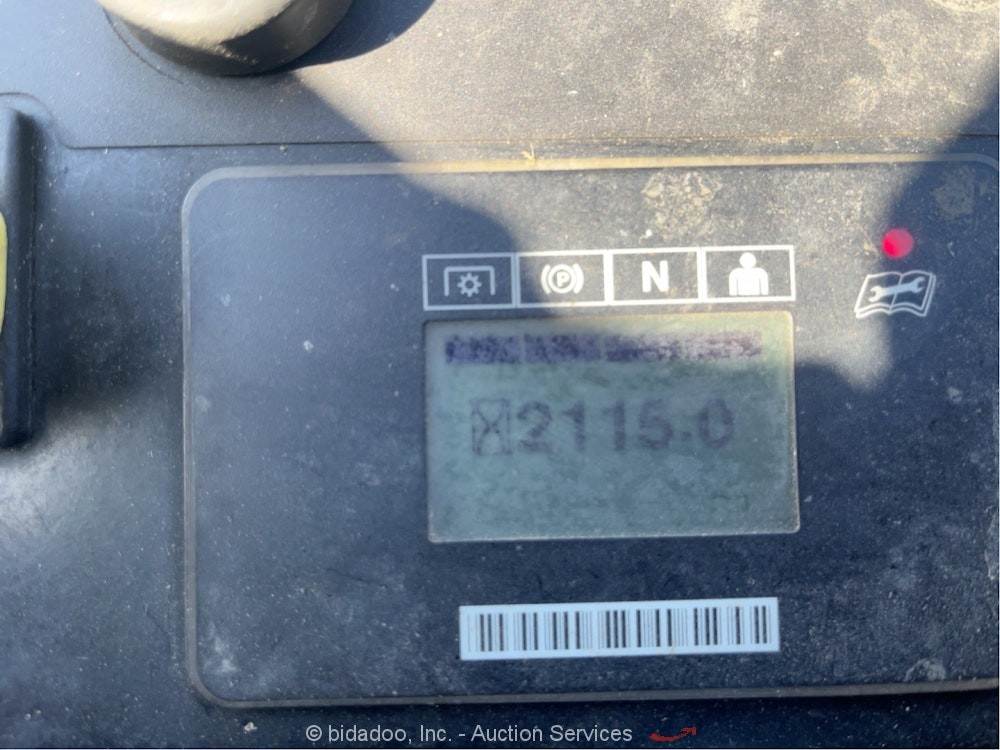 P N
2115.0
© bidadoo, Inc. - Auction Services